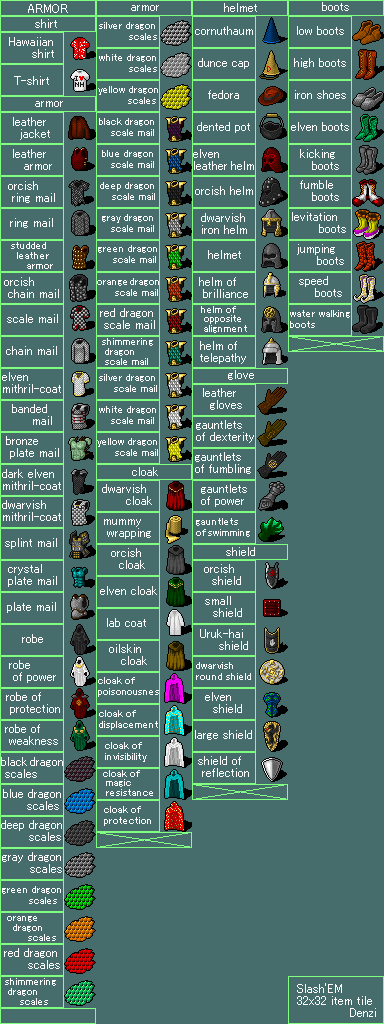 ARMOR
shirt
Hawaiian
shirt
T-shirt
I
NH
armor
leather
jacket
leather
armor
orcish
ring mail
ring mail
studded
leather
armor
orcish
chain mail
scale mail
chain mail
elven
mithril-coat
banded
mail
bronze
plate mail
dark elven
mithril-coat
dwarvish
mithril-coat
splint mail
crystal
plate mail
plate mail
robe
robe
of power
robe of
protection
robe of
weakness
black dragon
scales
blue dragon
scales
deep dragon
scales
gray dragon
scales
green dragon
scales
orange
dragon
scales
red dragon
scales
shimmering
dragon
scales
armor
silver dragon
scales
white dragon
scales
yellow dragon
scales
black dragon
scale mail
blue dragon
scale mail
deep dragon
scale mail
gray dragon
scale mail
green dragon
scale mail
orange dragon
scale mail
red dragon
scale mail
shimmering
dragon
scale mail
silver dragon
scale mail
white dragon
scale mail
yellow dragon
scale mail
cloak
dwarvish
cloak
mummy
wrapping
orcish
cloak
elven cloak
lab coat
oilskin
cloak
cloak of
poisonousnes
cloak of
displacement
cloak of
invisibility
cloak of
magic
resistance
cloak of
protection
helmet
cornuthaum
dunce cap
fedora
dented pot
elven
leather helm
orcish helm
dwarvish
iron helm
helmet
helm of
brilliance
helm of
opposite
alignment
helm of
telepathy
glove
leather
gloves
gauntlets
of dexterity
gauntlets
of fumbling
gauntlets
of power
gauntlets
of swimming
shield
orcish
shield
small
shield
Uruk-hai
shield
dwarvish
round shield
elven
shield
large shield
shield of
reflection
boots
low boots
high boots
iron shoes
elven boots
kicking
boots
fumble
boots
levitation
boots
jumping
boots
speed
boots
water walking
boots
Slash'EM
32x32 item tile
Denzi